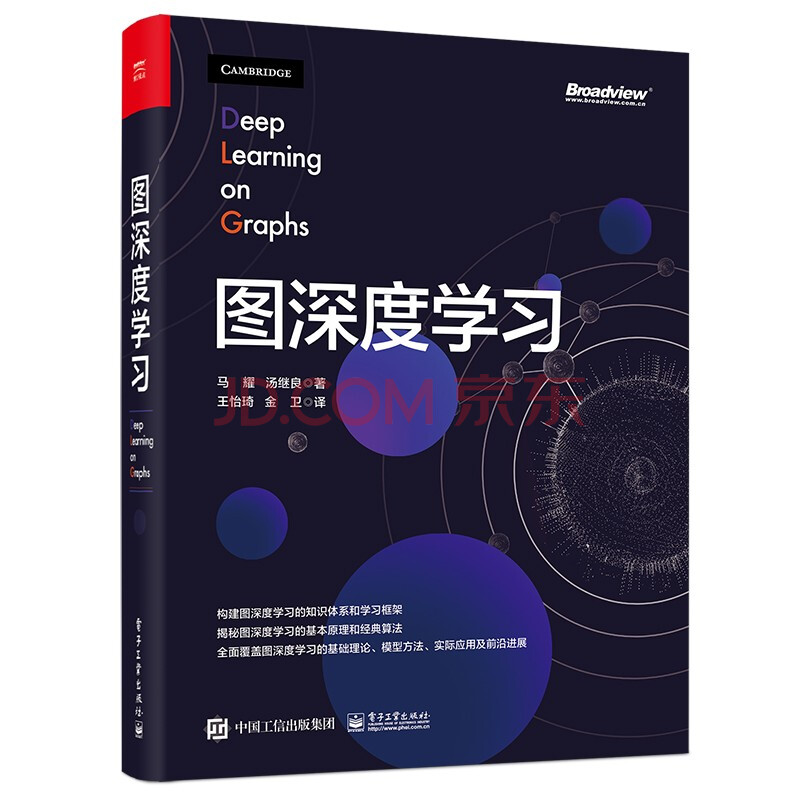 CAMBRIDGE
Broadview®
www.broadview.com.cn
Deep
Learning
on
Graphs
图深度学习
马 耀 汤继良 著
王怡琦 金 卫 译
JD.COM 京东
构建图深度学习的知识体系和学习框架
揭秘图深度学习的基本原理和经典算法
全面覆盖图深度学习的基础理论、模型方法、实际应用及前沿进展
中国工信出版集团
电子工业出版社
PUBLISHING HOUSE OF ELECTRONICS INDUSTRY
http://www.phei.com.cn
图深度学习
Deep
Learning
on
Graphs
电子工业出版社